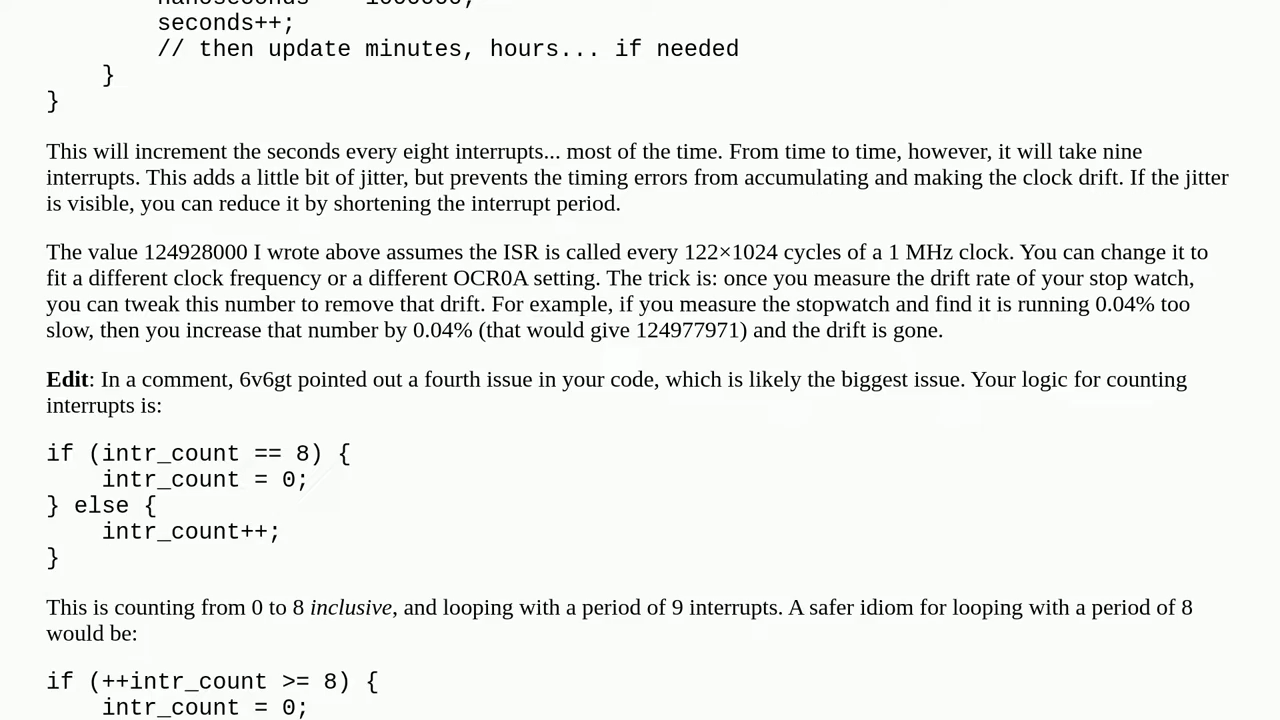 seconds++;
// then update minutes, hours... if needed
}
}
This will increment the seconds every eight interrupts... most of the time. From time to time, however, it will take nine
interrupts. This adds a little bit of jitter, but prevents the timing errors from accumulating and making the clock drift. If the jitter
is visible, you can reduce it by shortening the interrupt period.
The value 124928000 I wrote above assumes the ISR is called every 122×1024 cycles of a 1 MHz clock. You can change it to
fit a different clock frequency or a different OCR0A setting. The trick is: once you measure the drift rate of your stop watch,
you can tweak this number to remove that drift. For example, if you measure the stopwatch and find it is running 0.04% too
slow, then you increase that number by 0.04% (that would give 124977971) and the drift is gone.
Edit: In a comment, 6v6gt pointed out a fourth issue in your code, which is likely the biggest issue. Your logic for counting
interrupts is:
if (intr_count == 8) {
    intr_count = 0;
} else {
    intr_count++;
}
This is counting from 0 to 8 inclusive, and looping with a period of 9 interrupts. A safer idiom for looping with a period of 8
would be:
if (++intr_count >= 8) {
    intr_count = 0;